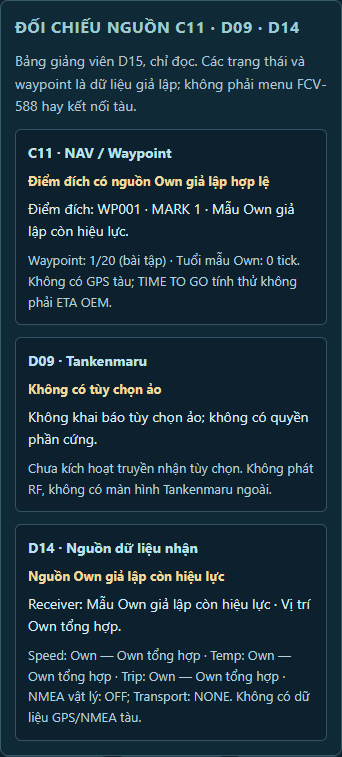 ĐỐI CHIẾU NGUỒN C11 · D09 · D14
Bảng giảng viên D15, chỉ đọc. Các trạng thái và
waypoint là dữ liệu giả lập; không phải menu FCV-
588 hay kết nối tàu.
C11 · NAV / Waypoint
Điểm đích có nguồn Own giả lập hợp lệ
Điểm đích: WP001 · MARK 1 · Mẫu Own giả
lập còn hiệu lực.
Waypoint: 1/20 (bài tập) · Tuổi mẫu Own: 0 tick.
Không có GPS tàu; TIME TO GO tính thử không
phải ETA OEM.
D09 · Tankenmaru
Không có tùy chọn ảo
Không khai báo tùy chọn ảo; không có quyền
phần cứng.
Chưa kích hoạt truyền nhận tùy chọn. Không phát
RF, không có màn hình Tankenmaru ngoài.
D14 · Nguồn dữ liệu nhận
Nguồn Own giả lập còn hiệu lực
Receiver: Mẫu Own giả lập còn hiệu lực · Vị trí
Own tổng hợp.
Speed: Own — Own tổng hợp · Temp: Own —
Own tổng hợp · Trip: Own — Own tổng hợp ·
NMEA vật lý: OFF; Transport: NONE. Không có dữ
liệu GPS/NMEA tàu.